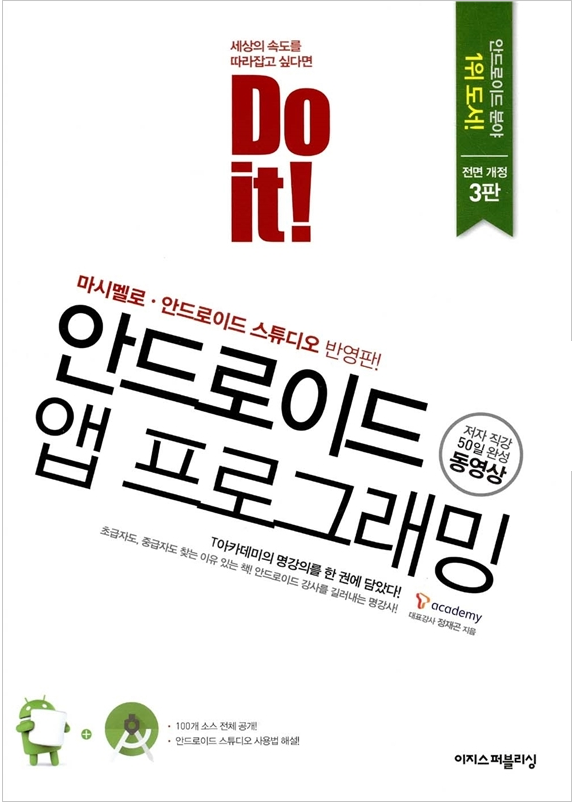 세상의 속도를
따라잡고 싶다면
Do
it!
안드로이드 분야
1위 도서!
전면 개정
3판
마시멜로 · 안드로이드 스튜디오 반영판!
안드로이드
앱 프로그래밍
저자 직강
50일 완성
동영상
T아카데미의 명강의를 한 권에 담았다!
초급자도, 중급자도 찾는 이유 있는 책! 안드로이드 강사를 길러내는 명강사!
T academy
대표강사 정재곤 지음
+
• 100개 소스 전체 공개!
• 안드로이드 스튜디오 사용법 해설!
이지스 퍼블리싱